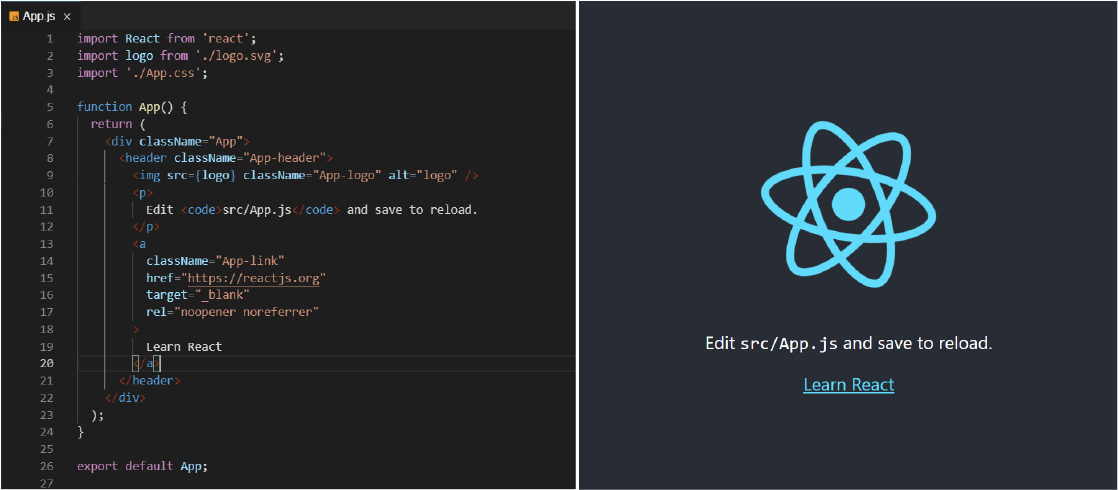 App.js ×
1 import React from 'react';
2 import logo from './logo.svg';
3 import './App.css';
4
5 function App() {
6 return (
7 <div className="App">
8 <header className="App-header">
9 <img src={logo} className="App-logo" alt="logo" />
10 <p>
11 Edit <code>src/App.js</code> and save to reload.
12 </p>
13 <a
14 className="App-link"
15 href="https://reactjs.org"
16 target="_blank"
17 rel="noopener noreferrer"
18 >
19 Learn React
20 </a>
21 </header>
22 </div>
23 );
24 }
25
26 export default App;
27
Edit src/App.js and save to reload.
Learn React